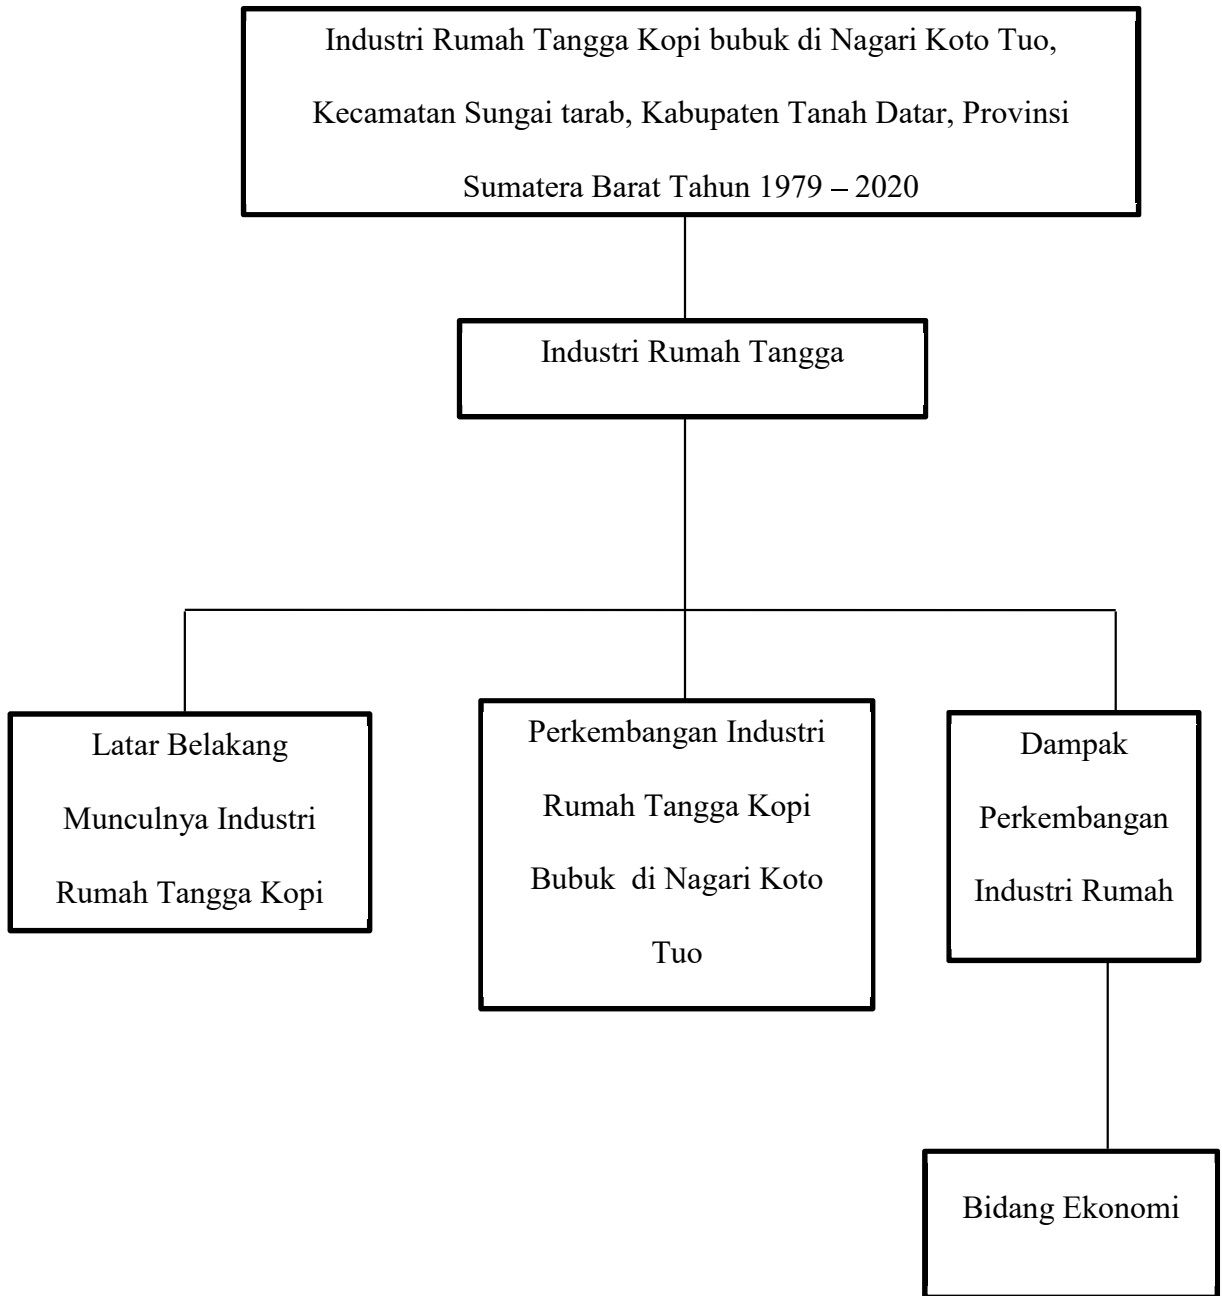 Industri Rumah Tangga Kopi bubuk di Nagari Koto Tuo,
Kecamatan Sungai tarab, Kabupaten Tanah Datar, Provinsi
Sumatera Barat Tahun 1979 – 2020
Industri Rumah Tangga
Latar Belakang
Munculnya Industri
Rumah Tangga Kopi
Perkembangan Industri
Rumah Tangga Kopi
Bubuk di Nagari Koto
Tuo
Dampak
Perkembangan
Industri Rumah
Bidang Ekonomi